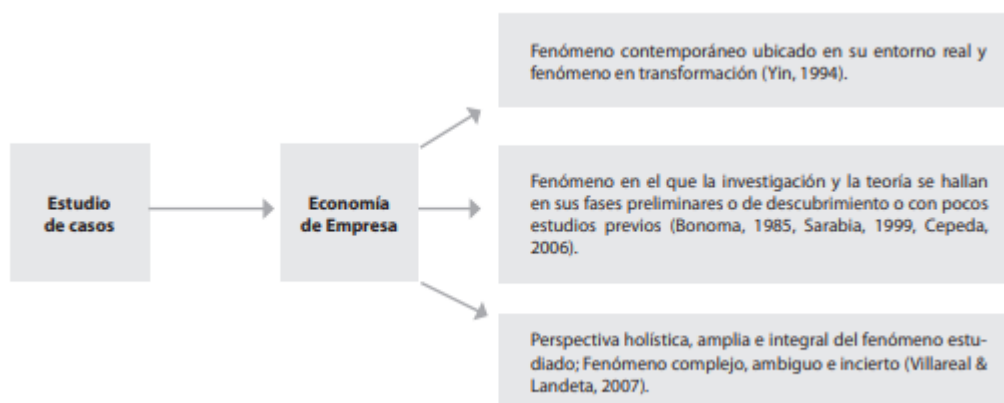 Fenómeno contemporáneo ubicado en su entorno real y
fenómeno en transformación (Yin, 1994).
Estudio
de casos
Economía
de Empresa
Fenómeno en el que la investigación y la teoría se hallan
en sus fases preliminares o de descubrimiento o con pocos
estudios previos (Bonoma, 1985, Sarabia, 1999, Cepeda,
2006).
Perspectiva holística, amplia e integral del fenómeno estu-
diado; Fenómeno complejo, ambiguo e incierto (Villareal &
Landeta, 2007).